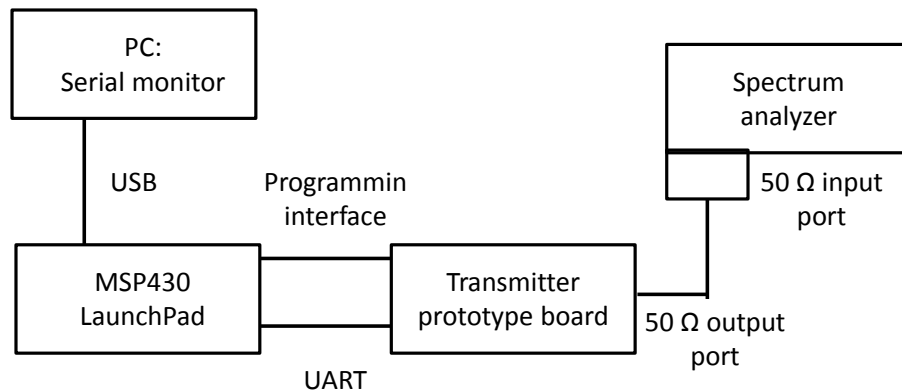 PC:
Serial monitor
Spectrum
analyzer
USB
Programmin
interface
50 Ω input
port
MSP430
LaunchPad
Transmitter
prototype board
50 Ω output
port
UART